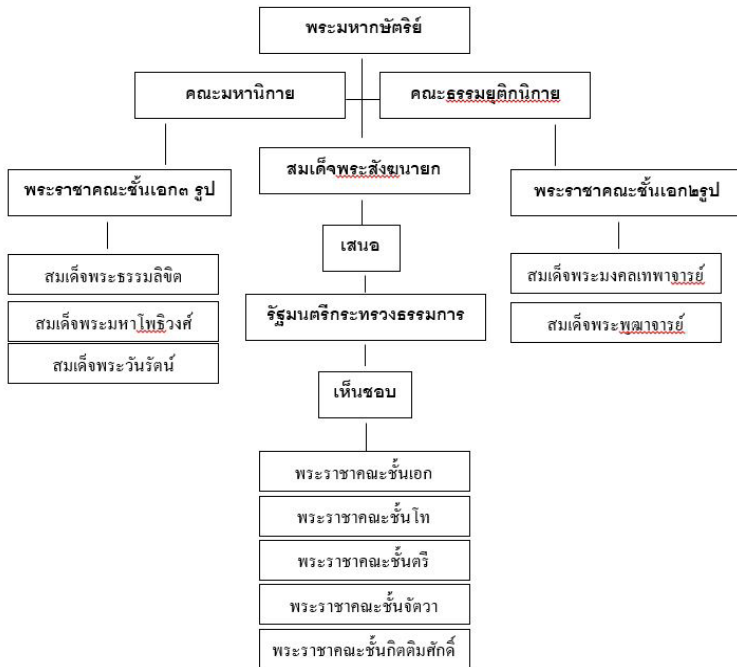 พระมหากษัตริย์
คณะมหานิกาย
คณะธรรมยุติกนิกาย
สมเด็จพระสังฆนายก
พระราชาคณะชั้นเอก๓ รูป
พระราชาคณะชั้นเอก๒รูป
เสนอ
สมเด็จพระธรรมลิขิต
สมเด็จพระมหาโพธิวงศ์
สมเด็จพระวันรัตน์
รัฐมนตรีกระทรวงธรรมการ
สมเด็จพระมงคลเทพาจารย์
สมเด็จพระพุฒาจารย์
เห็นชอบ
พระราชาคณะชั้นเอก
พระราชาคณะชั้นโท
พระราชาคณะชั้นตรี
พระราชาคณะชั้นจัตวา
พระราชาคณะชั้นกิตติมศักดิ์